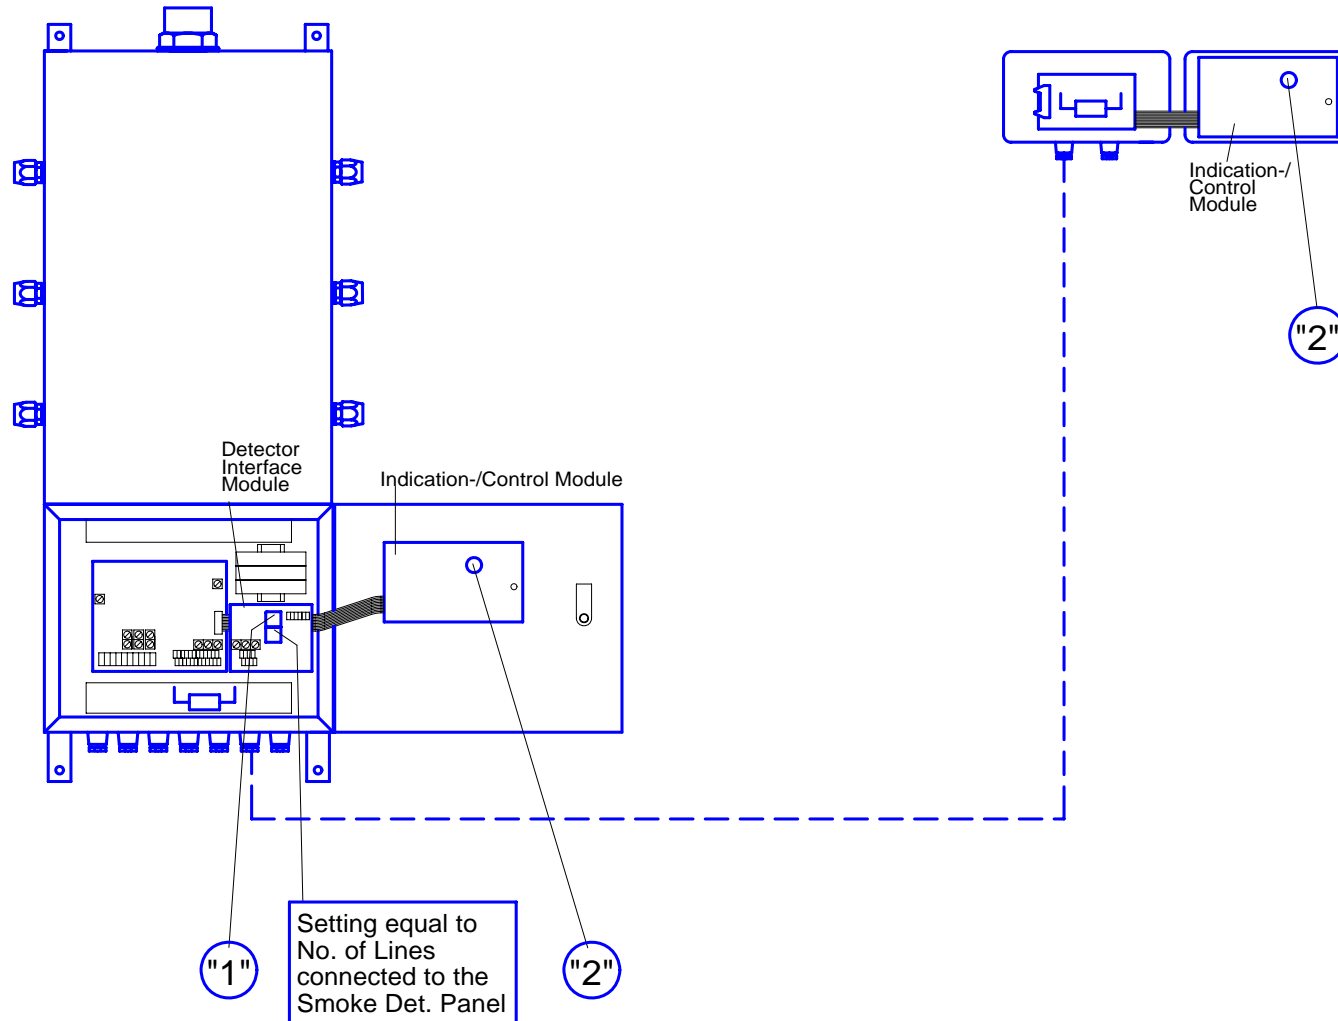 Indication-/
Control
Module
"2"
Detector
Interface
Module
Indication-/Control Module
"1"
Setting equal to
No. of Lines
connected to the
Smoke Det. Panel
"2"